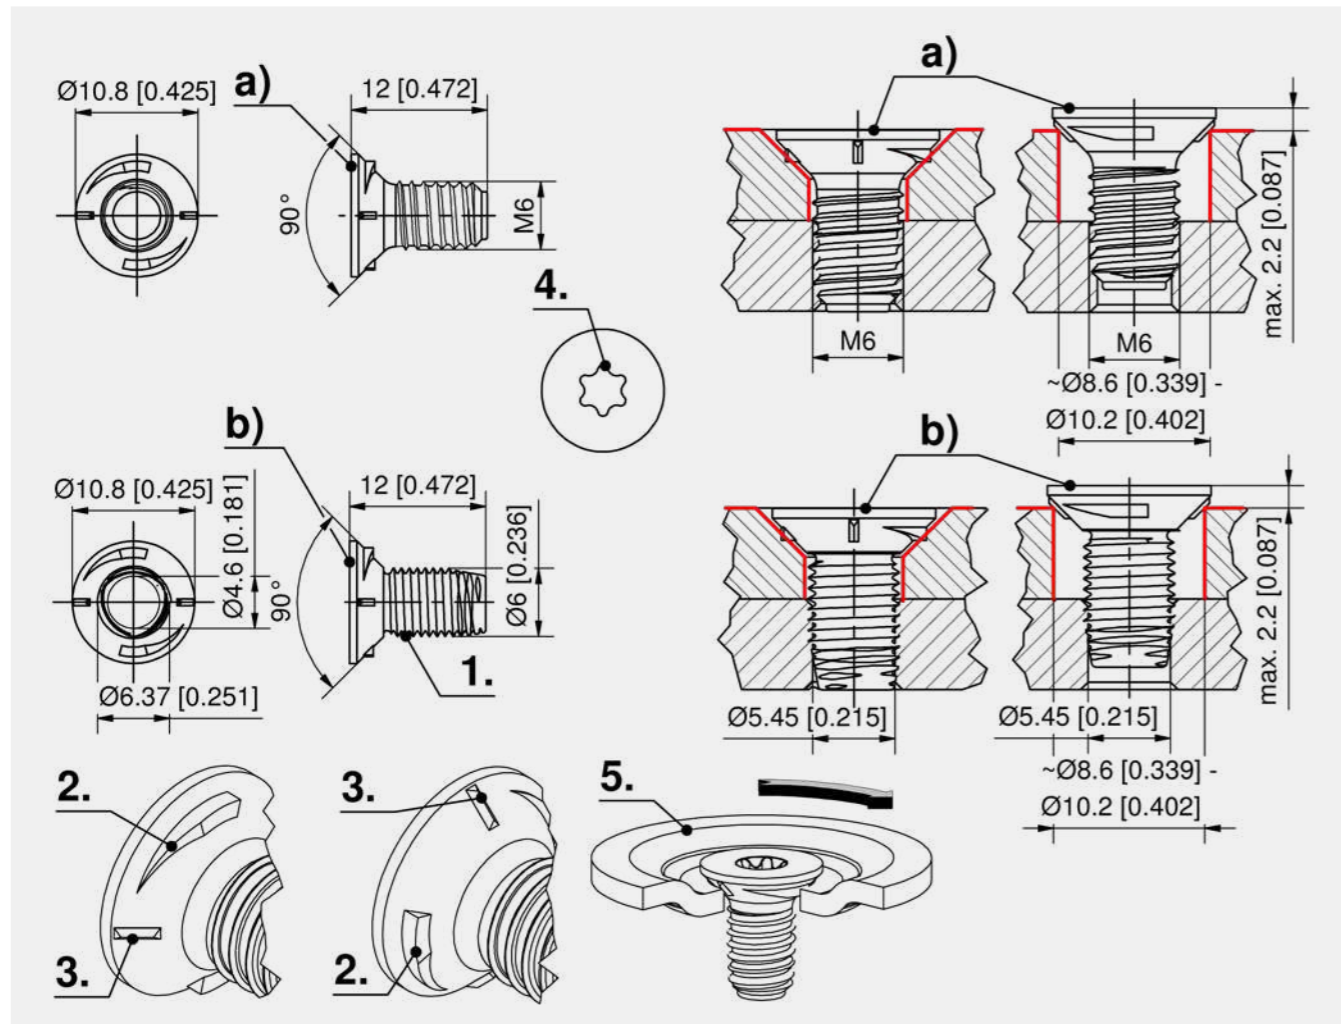 a)
Ø10.8 [0.425]
12 [0.472]
90°
M6
4.
a)
max. 2.2 [0.087]
M6
M6
~Ø8.6 [0.339] -
Ø10.2 [0.402]
b)
Ø10.8 [0.425]
Ø4.6 [0.181]
12 [0.472]
90°
Ø6 [0.236]
1.
Ø6.37 [0.251]
b)
max. 2.2 [0.087]
Ø5.45 [0.215]
Ø5.45 [0.215]
~Ø8.6 [0.339] -
Ø10.2 [0.402]
2.
3.
3.
2.
5.